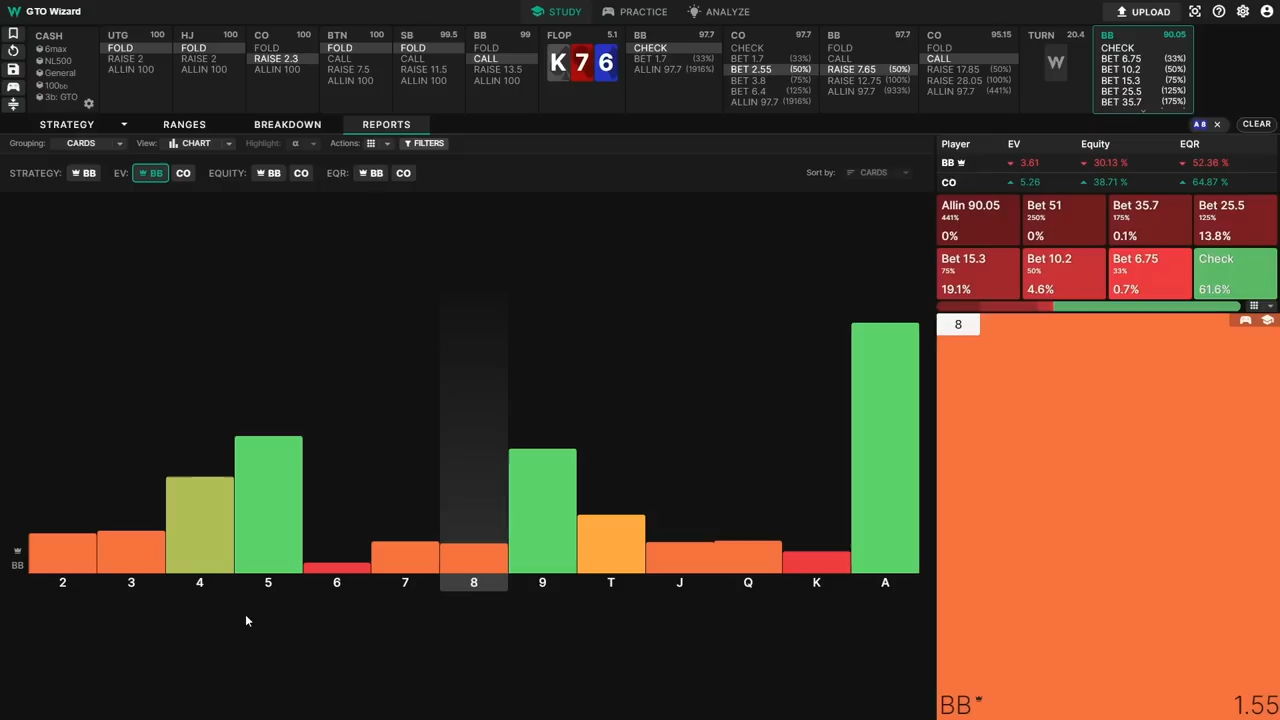 GTO Wizard
STUDY
PRACTICE
ANALYZE
UPLOAD
CASH
6max
NL500
General
100bb
3b: GTO
UTG 100
FOLD
RAISE 2
ALLIN 100
HJ 100
FOLD
RAISE 2
ALLIN 100
CO 100
FOLD
RAISE 2.3
ALLIN 100
BTN 100
FOLD
CALL
RAISE 7.5
ALLIN 100
SB 99.5
FOLD
CALL
RAISE 11.5
ALLIN 100
BB 99
FOLD
CALL
RAISE 13.5
ALLIN 100
FLOP 5.1
K 7 6
BB 97.7
CHECK
BET 1.7 (33%)
ALLIN 97.7 (1916%)
CO 97.7
CHECK
BET 1.7 (33%)
BET 2.55 (50%)
BET 3.8 (75%)
BET 6.4 (125%)
ALLIN 97.7 (1916%)
BB 97.7
FOLD
CALL
RAISE 7.65 (50%)
RAISE 12.75 (100%)
ALLIN 97.7 (933%)
CO 95.15
FOLD
CALL
RAISE 17.85 (50%)
RAISE 28.05 (100%)
ALLIN 97.7 (441%)
TURN 20.4
BB 90.05
CHECK
BET 6.75 (33%)
BET 10.2 (50%)
BET 15.3 (75%)
BET 25.5 (125%)
BET 35.7 (175%)
STRATEGY
RANGES
BREAKDOWN
REPORTS
A 8
CLEAR
Grouping: CARDS View: CHART Highlight: α Actions: FILTERS
STRATEGY: BB EV: BB CO EQUITY: BB CO EQR: BB CO Sort by: CARDS
Player EV Equity EQR
BB 3.61 30.13 % 52.36 %
CO 5.26 38.71 % 64.87 %
Allin 90.05
441%
0%
Bet 51
250%
0%
Bet 35.7
175%
0.1%
Bet 25.5
125%
13.8%
Bet 15.3
75%
19.1%
Bet 10.2
50%
4.6%
Bet 6.75
33%
0.7%
Check
61.6%
8
BB
2 3 4 5 6 7 8 9 T J Q K A
BB 1.55